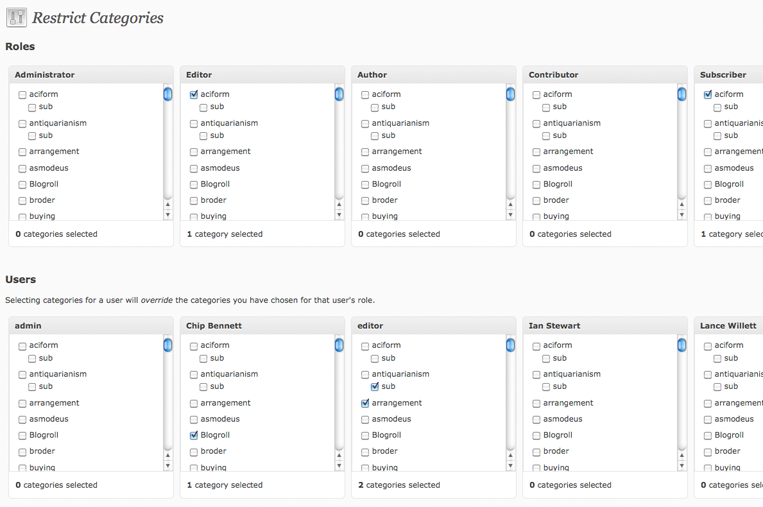 Restrict Categories
Roles
Administrator
aciform
sub
antiquarianism
sub
arrangement
asmodeus
Blogroll
broder
buying
0 categories selected
Editor
aciform
sub
antiquarianism
sub
arrangement
asmodeus
Blogroll
broder
buying
1 category selected
Author
aciform
sub
antiquarianism
sub
arrangement
asmodeus
Blogroll
broder
buying
0 categories selected
Contributor
aciform
sub
antiquarianism
sub
arrangement
asmodeus
Blogroll
broder
buying
0 categories selected
Subscriber
aciform
sub
antiquarianism
sub
arrangement
asmodeus
Blogroll
broder
buying
1 category sele
Users
Selecting categories for a user will override the categories you have chosen for that user's role.
admin
aciform
sub
antiquarianism
sub
arrangement
asmodeus
Blogroll
broder
buying
0 categories selected
Chip Bennett
aciform
sub
antiquarianism
sub
arrangement
asmodeus
Blogroll
broder
buying
1 category selected
editor
aciform
sub
antiquarianism
sub
arrangement
asmodeus
Blogroll
broder
buying
2 categories selected
Ian Stewart
aciform
sub
antiquarianism
sub
arrangement
asmodeus
Blogroll
broder
buying
0 categories selected
Lance Willett
aciform
sub
antiquarianism
sub
arrangement
asmodeus
Blogroll
broder
buying
0 categories sel